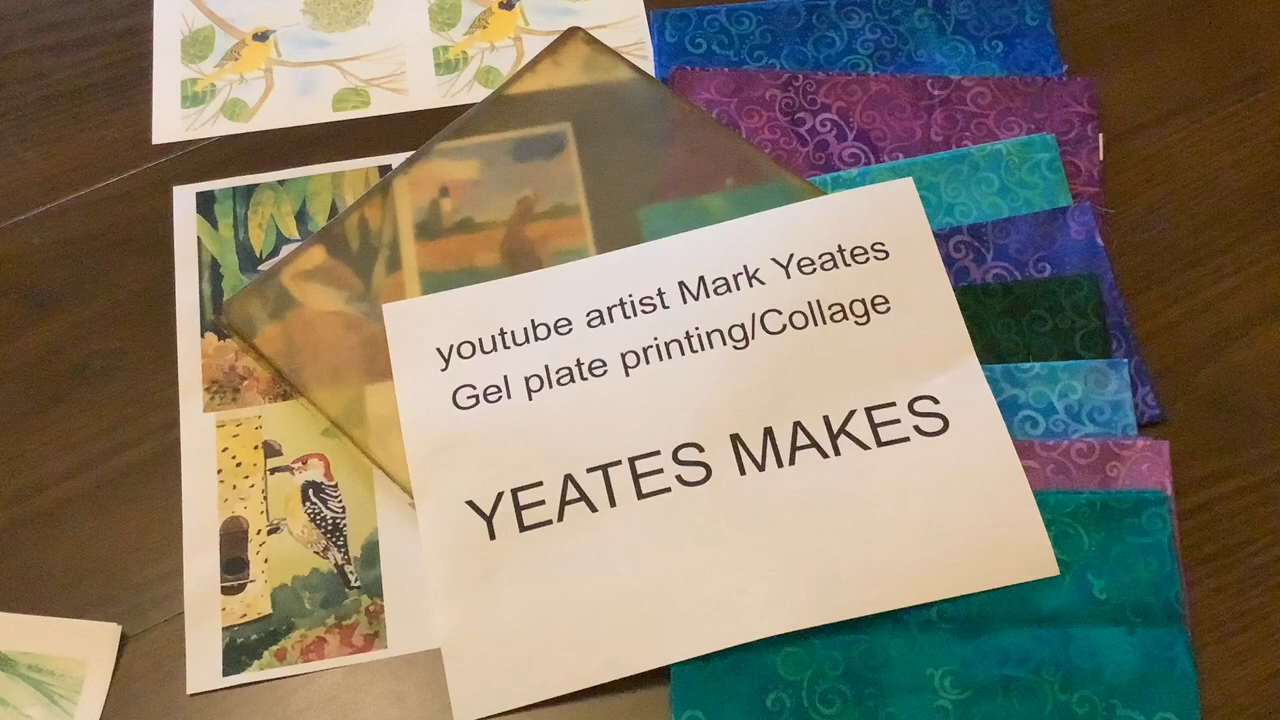 youtube artist Mark Yeates
Gel plate printing/Collage
YEATES MAKES